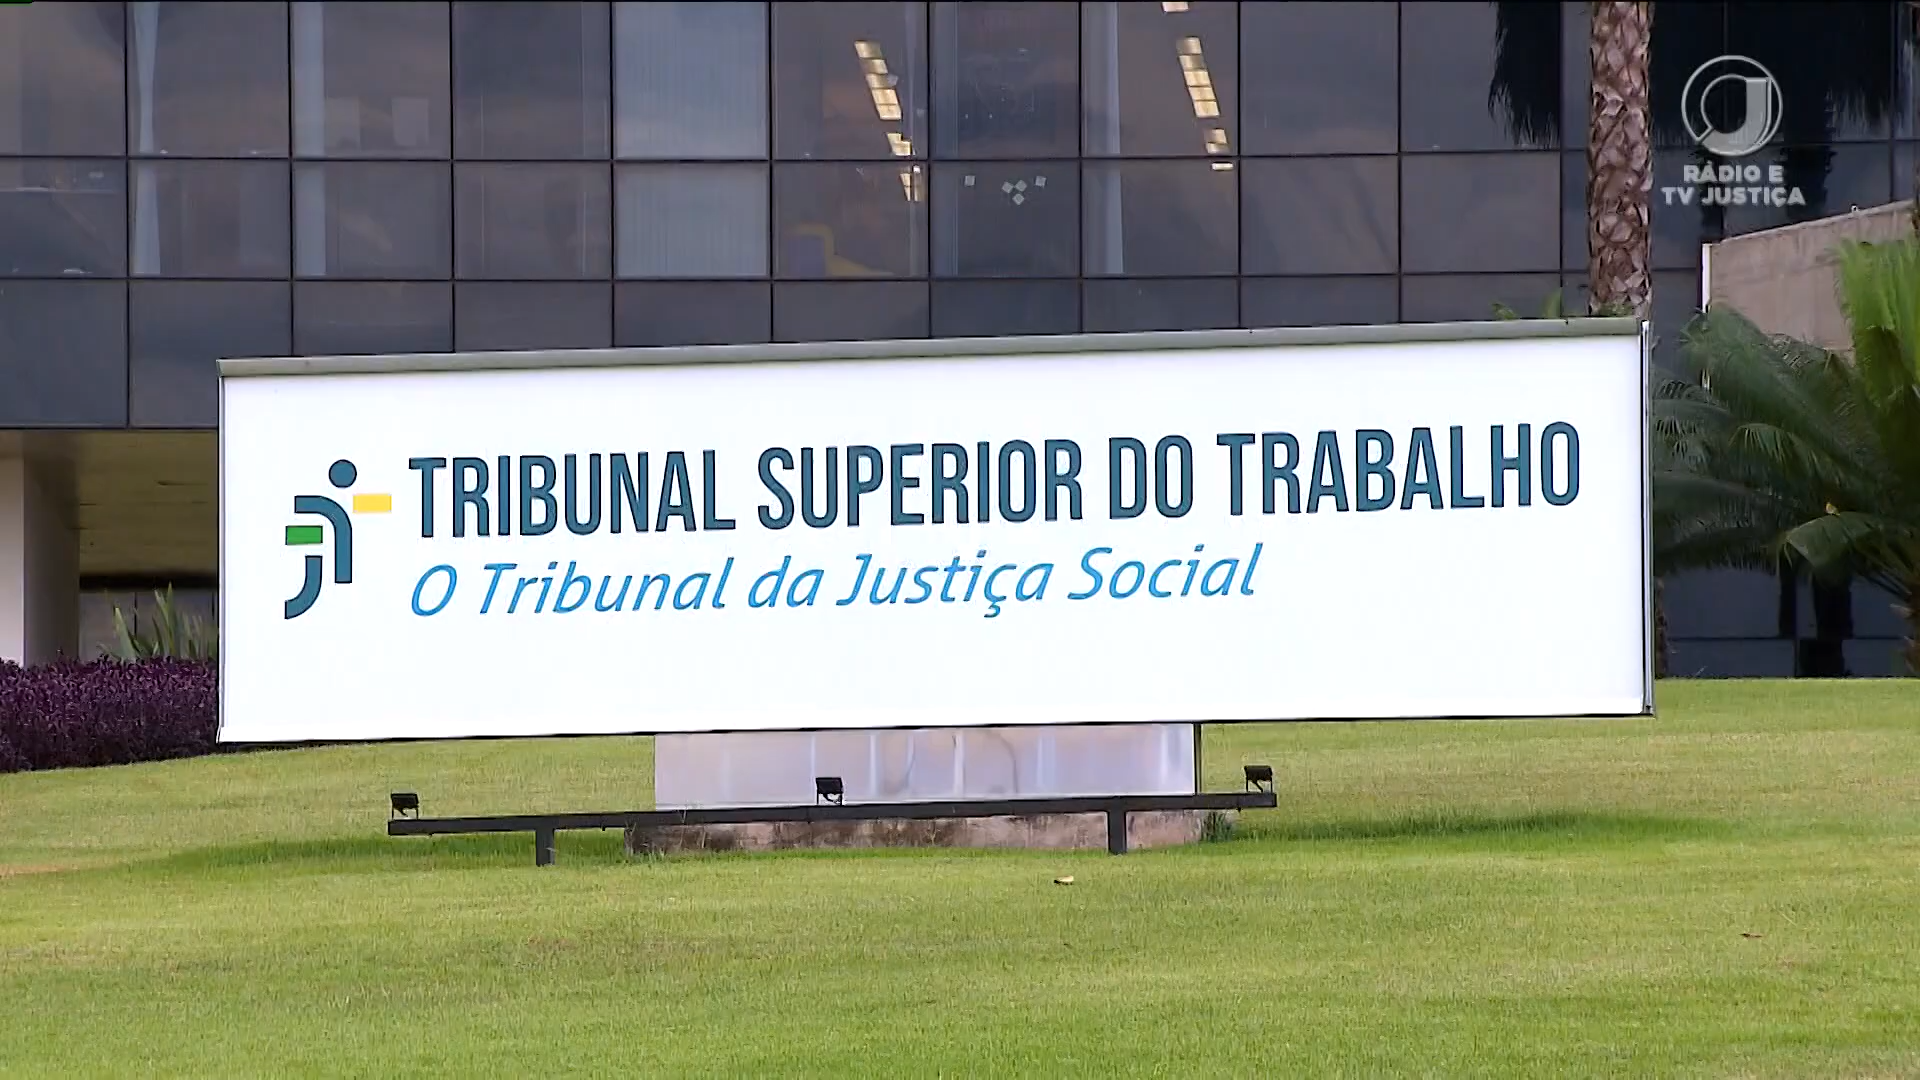 RÁDIO E
TV JUSTIÇA
TRIBUNAL SUPERIOR DO TRABALHO
O Tribunal da Justiça Social